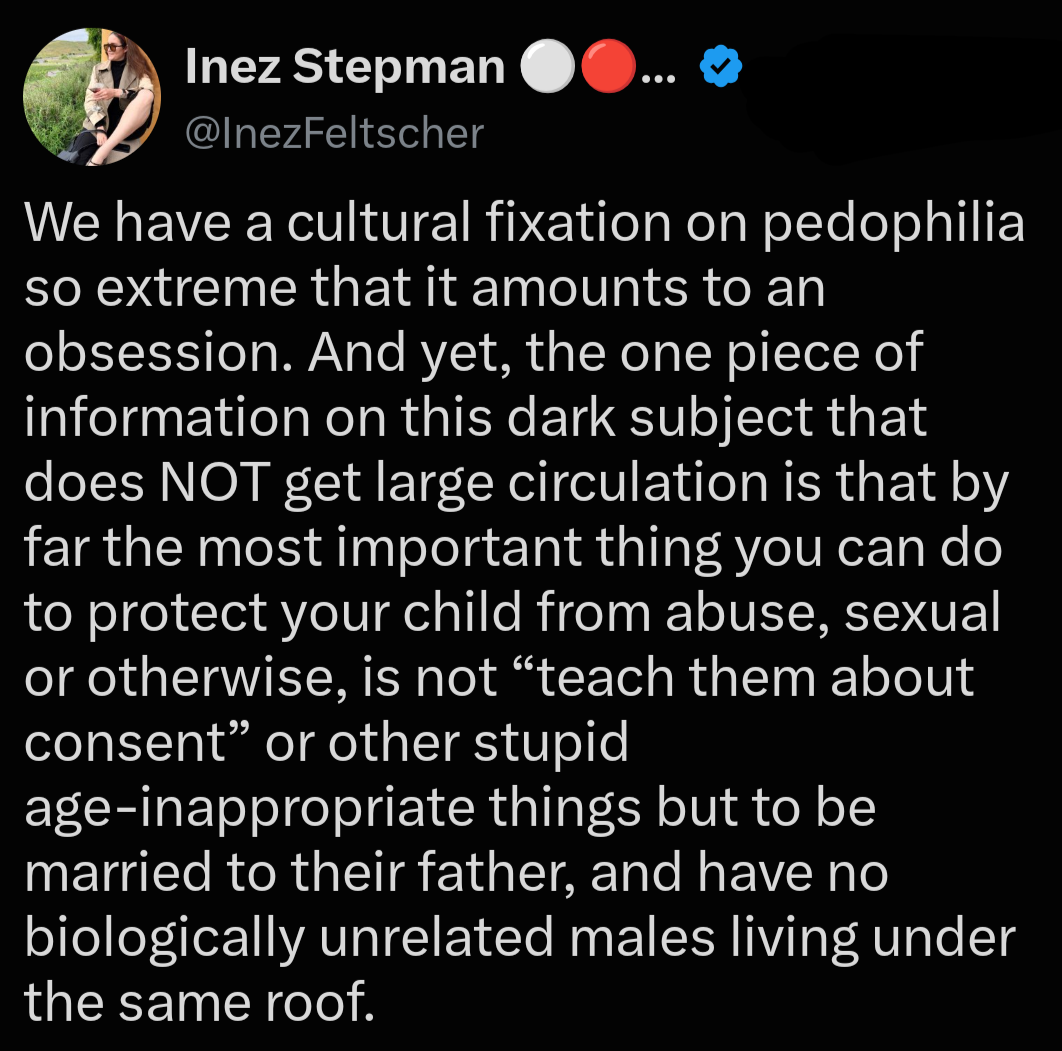 Inez Stepman ⚪🔴...
@InezFeltscher
We have a cultural fixation on pedophilia
so extreme that it amounts to an
obsession. And yet, the one piece of
information on this dark subject that
does NOT get large circulation is that by
far the most important thing you can do
to protect your child from abuse, sexual
or otherwise, is not “teach them about
consent” or other stupid
age-inappropriate things but to be
married to their father, and have no
biologically unrelated males living under
the same roof.